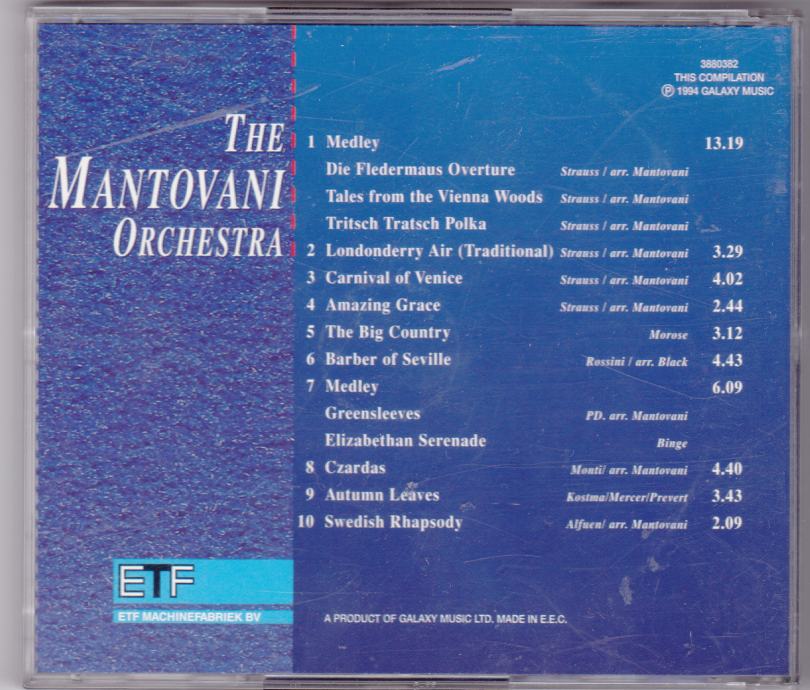 THE
MANTOVANI
ORCHESTRA
3880382
THIS COMPILATION
Ⓟ 1994 GALAXY MUSIC
1 Medley 13.19
Die Fledermaus Overture Strauss / arr. Mantovani
Tales from the Vienna Woods Strauss / arr. Mantovani
Tritsch Tratsch Polka Strauss / arr. Mantovani
2 Londonderry Air (Traditional) Strauss / arr. Mantovani 3.29
3 Carnival of Venice Strauss / arr. Mantovani 4.02
4 Amazing Grace Strauss / arr. Mantovani 2.44
5 The Big Country Morose 3.12
6 Barber of Seville Rossini / arr. Black 4.43
7 Medley 6.09
Greensleeves PD. arr. Mantovani
Elizabethan Serenade Binge
8 Czardas Monti/ arr. Mantovani 4.40
9 Autumn Leaves Kostma/Mercer/Prevert 3.43
10 Swedish Rhapsody Alfuen/ arr. Mantovani 2.09
ETF
ETF MACHINEFABRIEK BV
A PRODUCT OF GALAXY MUSIC LTD. MADE IN E.E.C.